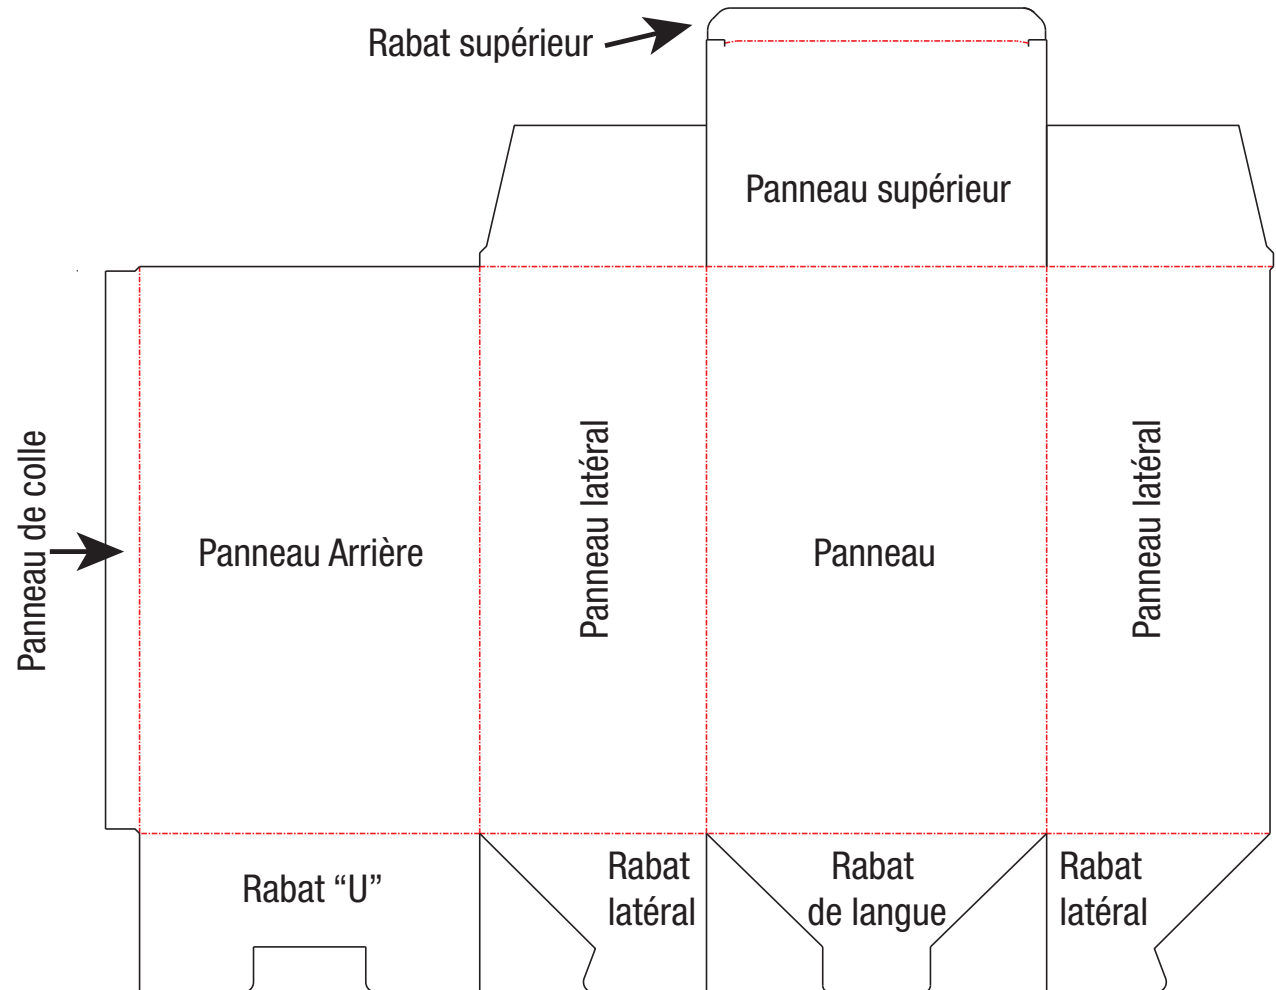 Rabat supérieur
Panneau supérieur
Panneau de colle
Panneau Arrière
Panneau latéral
Panneau
Panneau latéral
Rabat “U”
Rabat
latéral
Rabat
de langue
Rabat
latéral